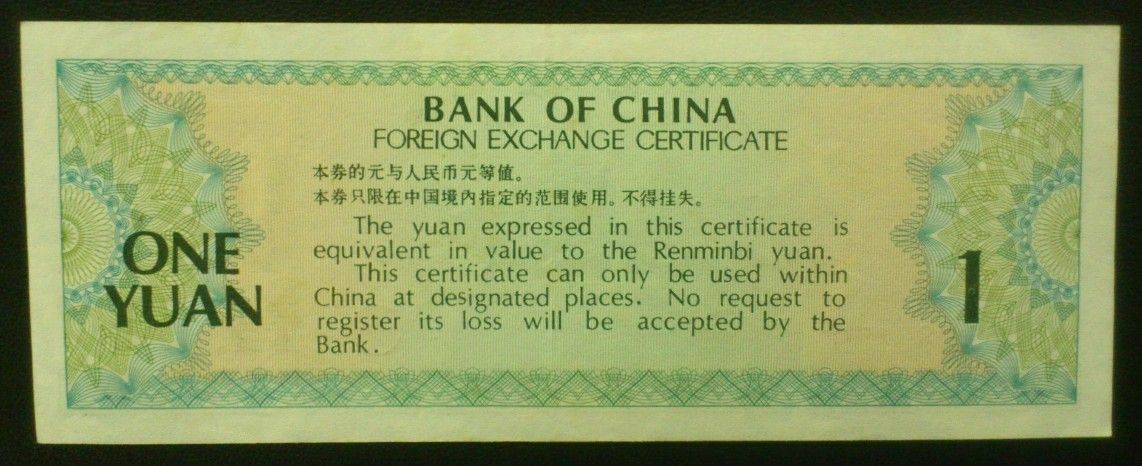 BANK OF CHINA
FOREIGN EXCHANGE CERTIFICATE
本券的元与人民币元等值。
本券只限在中国境内指定的范围使用。不得挂失。
The yuan expressed in this certificate is
equivalent in value to the Renminbi yuan.
This certificate can only be used within
China at designated places. No request to
register its loss will be accepted by the
Bank.
ONE
YUAN
1